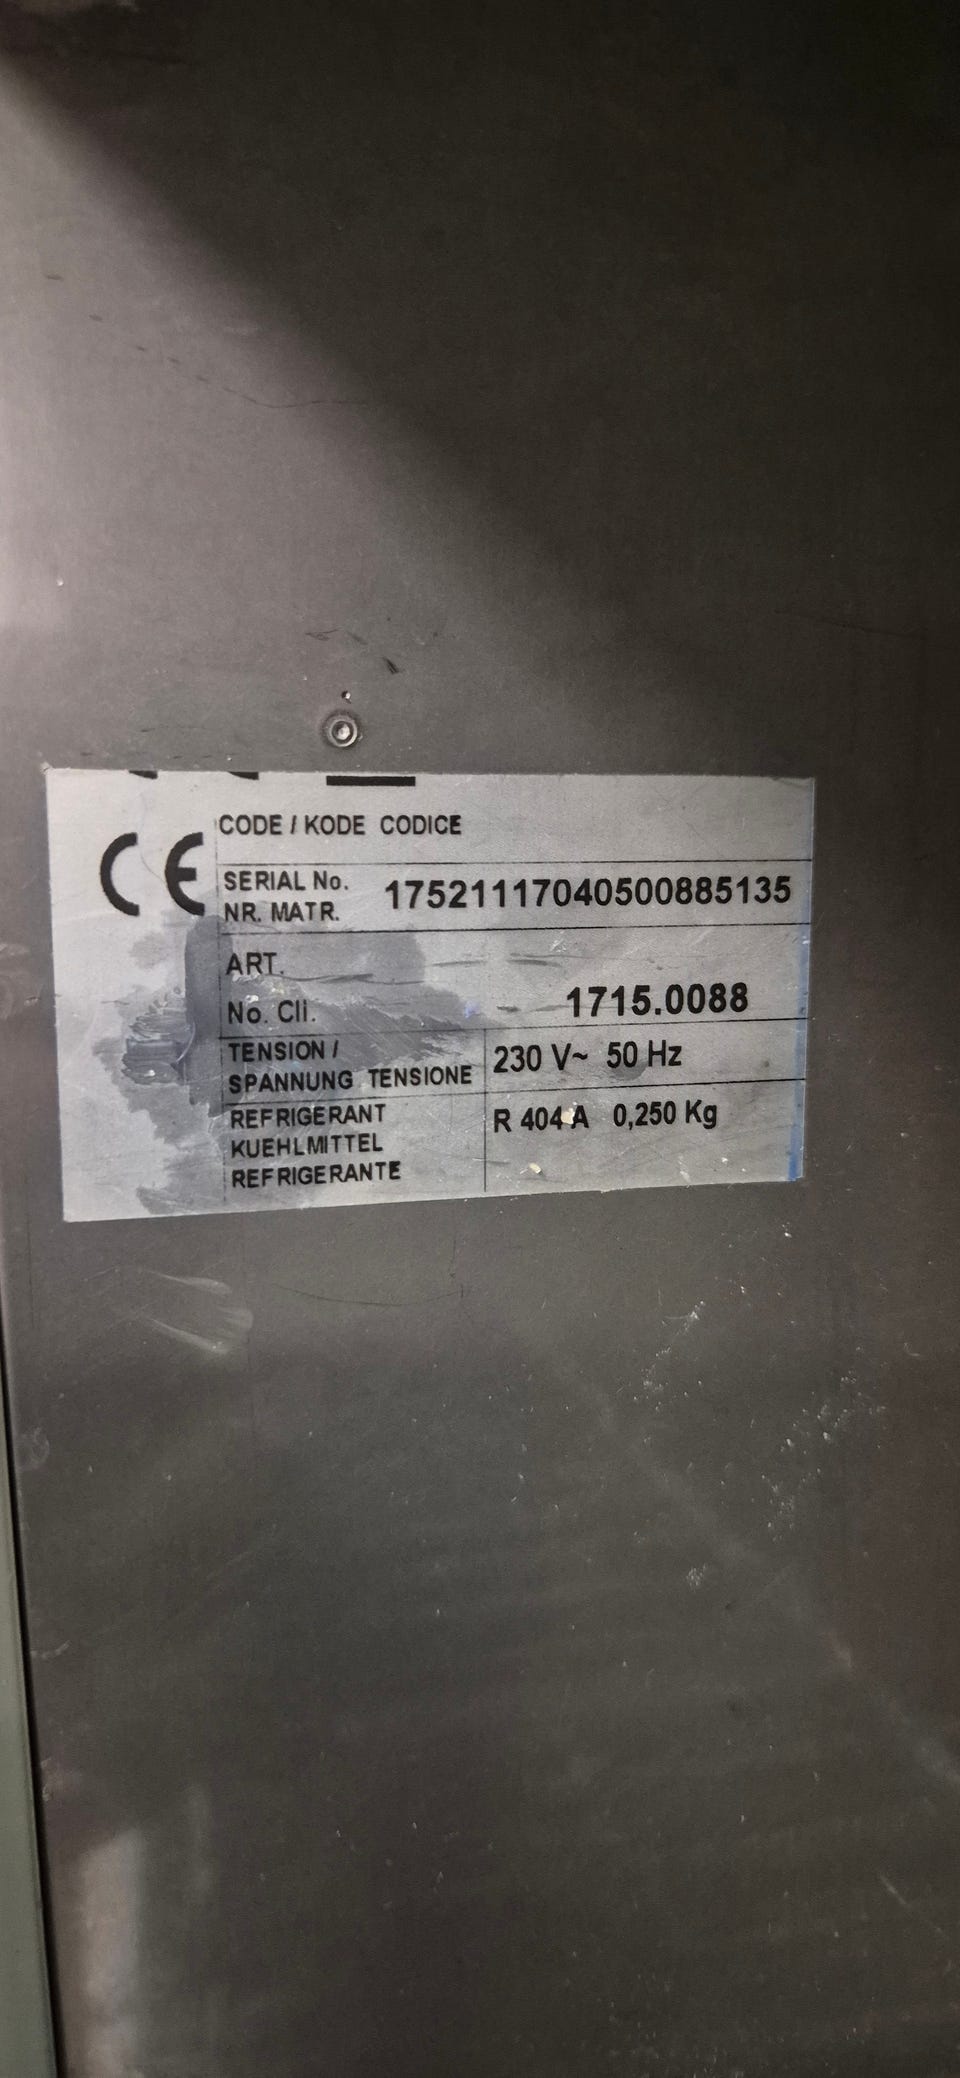 CE
CODE / KODE CODICE
SERIAL No.
NR. MATR.
17521117040500885135
ART.
No. Cli.
1715.0088
TENSION /
SPANNUNG TENSIONE
230 V~ 50 Hz
REFRIGERANT
KUEHLMITTEL
REFRIGERANTE
R 404 A 0,250 Kg